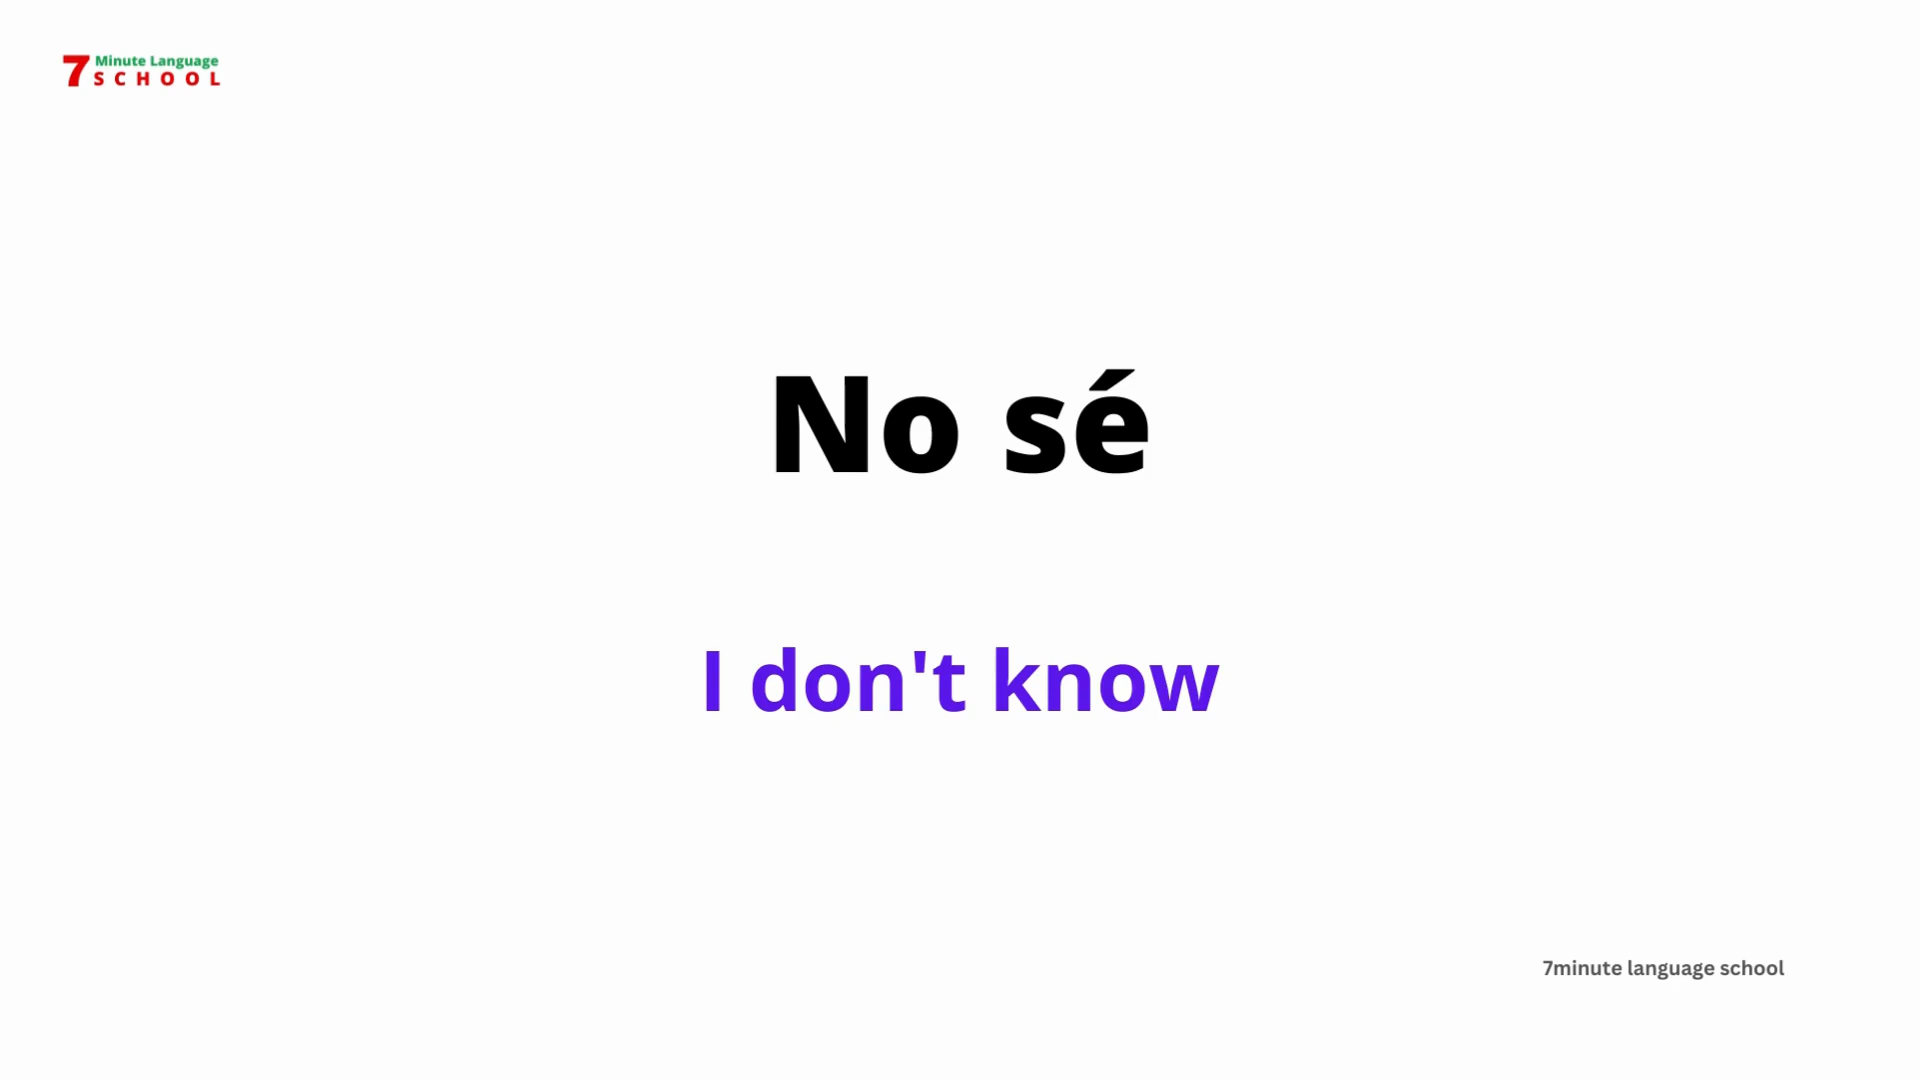 7 Minute Language
SCHOOL
No sé
I don't know
7minute language school